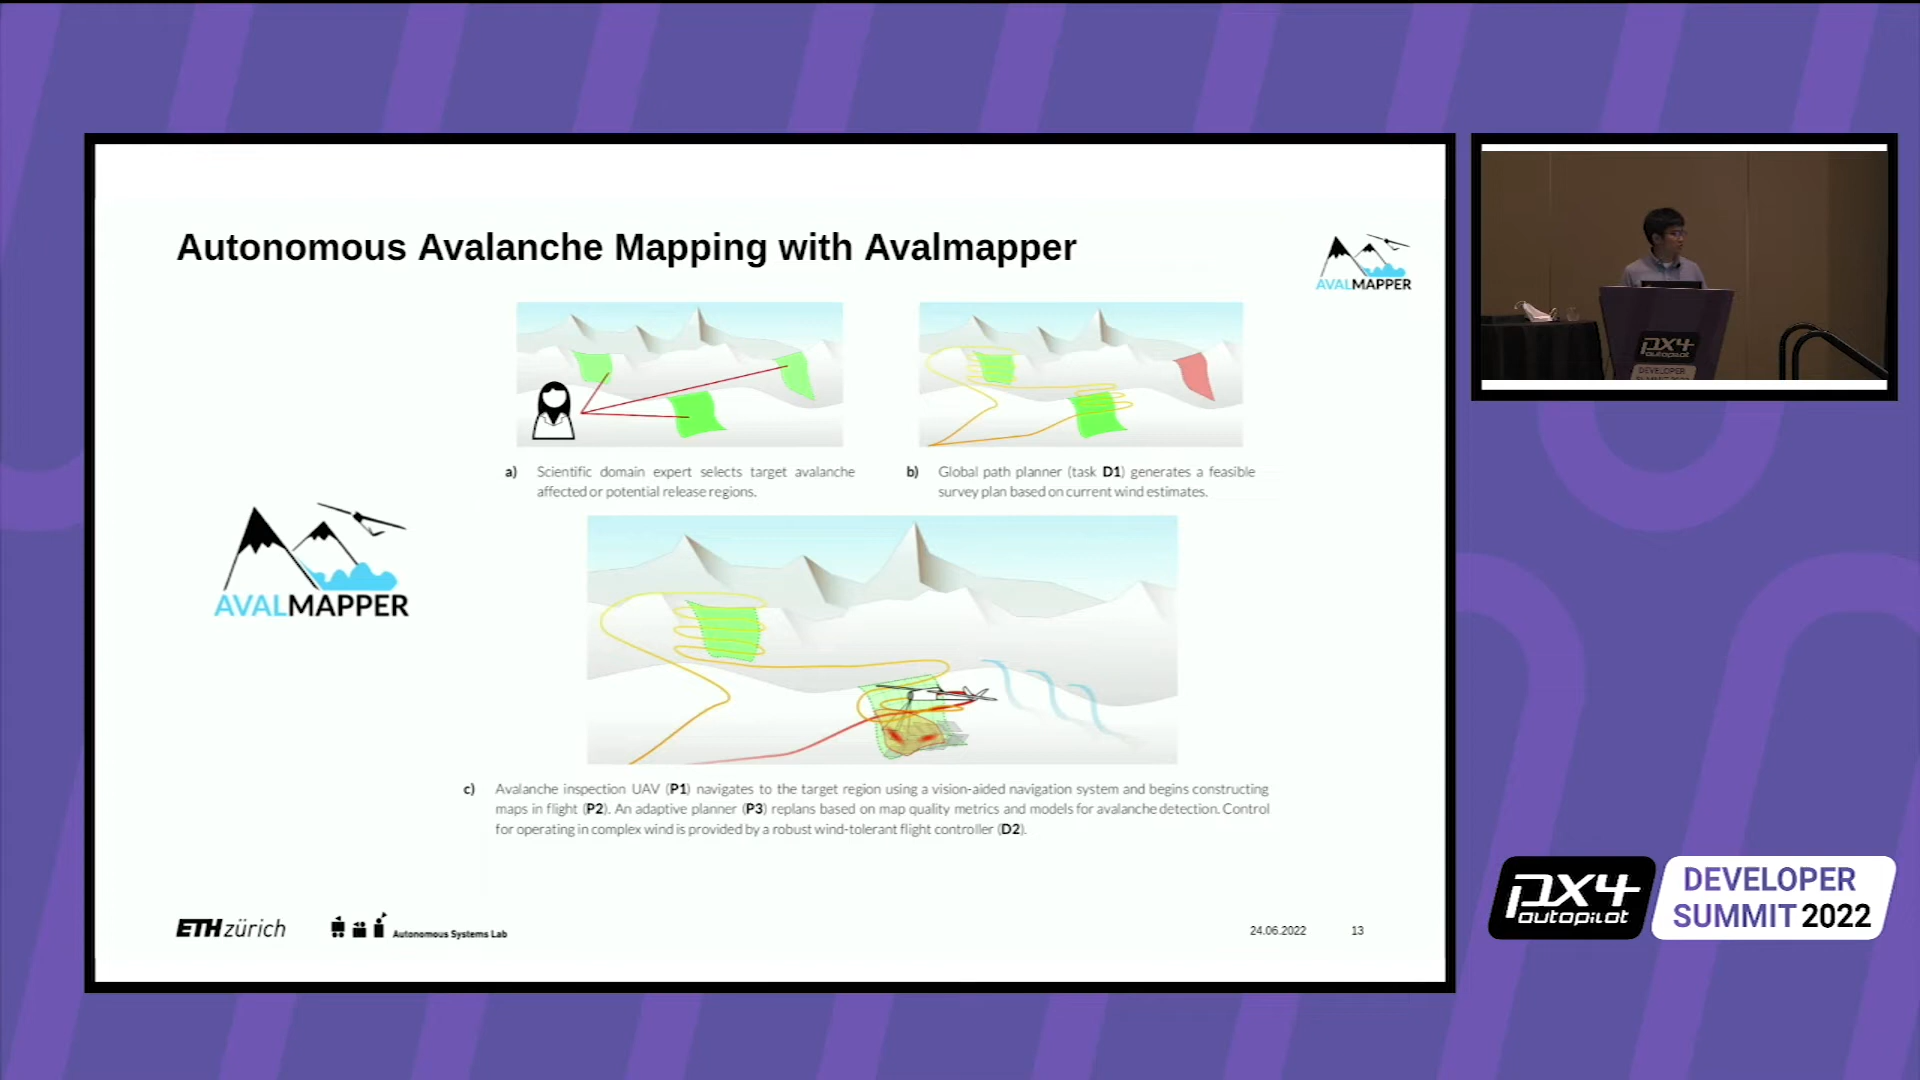 Autonomous Avalanche Mapping with Avalmapper
AVALMAPPER
a) Scientific domain expert selects target avalanche
affected or potential release regions.
b) Global path planner (task D1) generates a feasible
survey plan based on current wind estimates.
AVALMAPPER
c) Avalanche inspection UAV (P1) navigates to the target region using a vision-aided navigation system and begins constructing
maps in flight (P2). An adaptive planner (P3) replans based on map quality metrics and models for avalanche detection. Control
for operating in complex wind is provided by a robust wind-tolerant flight controller (D2).
ETH zürich
Autonomous Systems Lab
24.06.2022
13
px4
autopilot
DEVELOPER
px4
autopilot
DEVELOPER
SUMMIT 2022